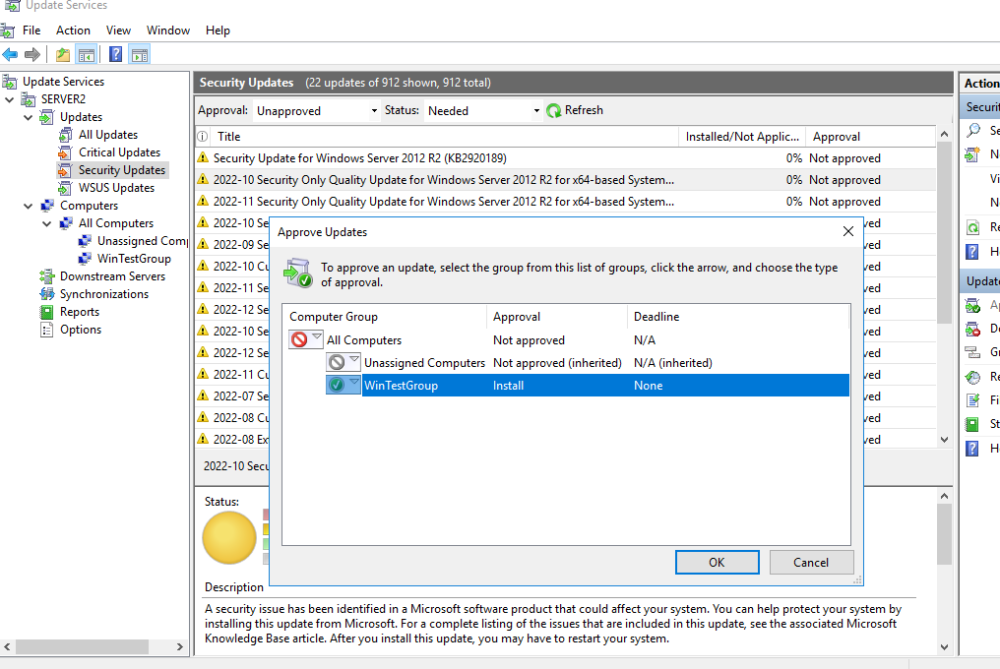 Update Services
File Action View Window Help
Update Services
SERVER2
Updates
All Updates
Critical Updates
Security Updates
WSUS Updates
Computers
All Computers
Unassigned Comp
WinTestGroup
Downstream Servers
Synchronizations
Reports
Options
Security Updates (22 updates of 912 shown, 912 total)
Approval: Unapproved Status: Needed Refresh
Title Installed/Not Applic... Approval
Security Update for Windows Server 2012 R2 (KB2920189) 0% Not approved
2022-10 Security Only Quality Update for Windows Server 2012 R2 for x64-based System... 0% Not approved
2022-11 Security Only Quality Update for Windows Server 2012 R2 for x64-based System... 0% Not approved
2022-10 Se ved
2022-09 Se ved
2022-10 Cu ved
2022-11 Se ved
2022-12 Se ved
2022-10 Se ved
2022-12 Se ved
2022-11 Cu ved
2022-07 Se ved
2022-08 Cu ved
2022-08 Ex ved
2022-10 Secu
Approve Updates
To approve an update, select the group from this list of groups, click the arrow, and choose the type
of approval.
Computer Group Approval Deadline
All Computers Not approved N/A
Unassigned Computers Not approved (inherited) N/A (inherited)
WinTestGroup Install None
OK Cancel
Status:
Description
A security issue has been identified in a Microsoft software product that could affect your system. You can help protect your system by
installing this update from Microsoft. For a complete listing of the issues that are included in this update, see the associated Microsoft
Knowledge Base article. After you install this update, you may have to restart your system.
Action
Securi
Se
N
Vi
N
Re
H
Update
Ap
De
Gr
Re
Fi
St
H